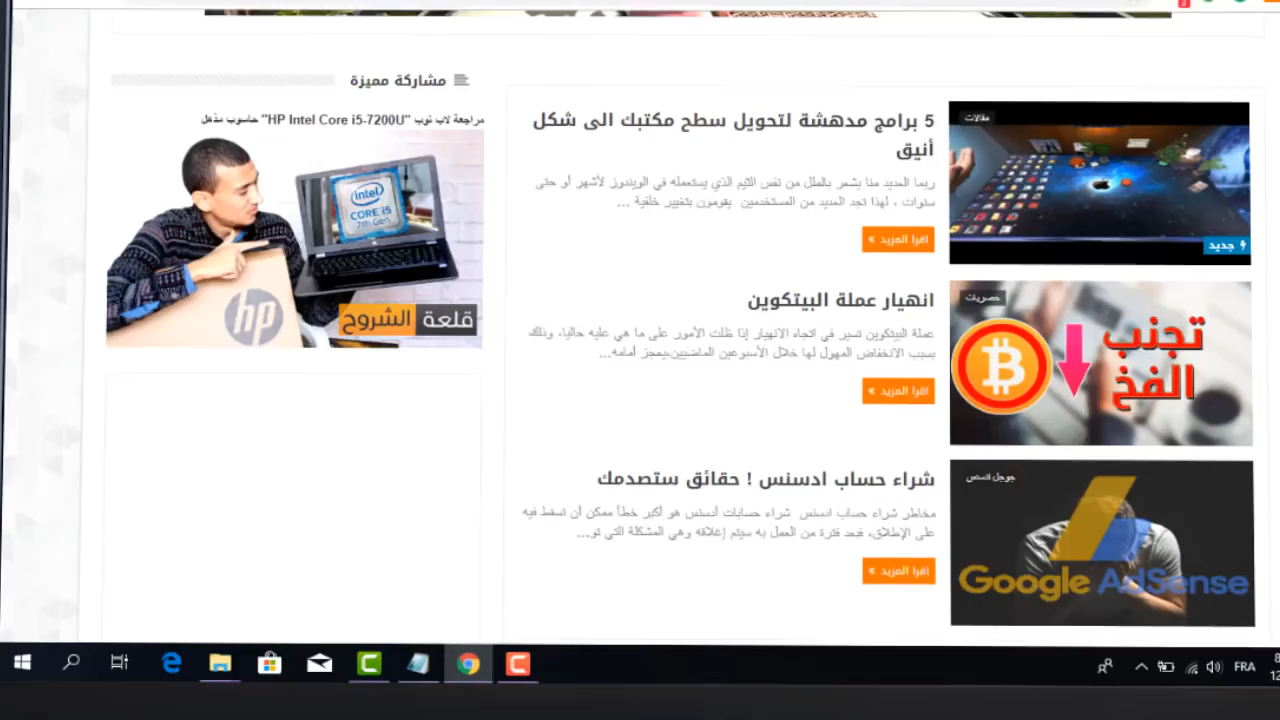 مشاركة مميزة
مراجعة لاب توب "HP Intel Core i5-7200U" حاسوب مذهل
intel
CORE i5
7th Gen
hp
قلعة الشروح
5 برامج مدهشة لتحويل سطح مكتبك الى شكل
أنيق
ربما العديد منا يشعر بالملل من نفس الثيم الذي يستعمله في الويندوز لأشهر أو حتى
سنوات ، لهذا تجد العديد من المستخدمين يقومون بتغيير خلفية ...
اقرا المزيد »
مقالات
جديد
انهيار عملة البيتكوين
عملة البيتكوين تسير في اتجاه الانهيار إذا ظلت الأمور على ما هي عليه حاليا، وذلك
بسبب الانخفاض المهول لها خلال الأسبوعين الماضيين،يعجز أمامه...
اقرا المزيد »
حصريات
تجنب
الفخ
شراء حساب ادسنس ! حقائق ستصدمك
مخاطر شراء حساب ادسنس شراء حسابات أدسنس هو أكبر خطأ ممكن أن تسقط فيه
على الإطلاق، فبعد فترة من العمل به سيتم إغلاقه وهي المشكلة التي تو...
اقرا المزيد »
جوجل ادسنس
Google AdSense
FRA